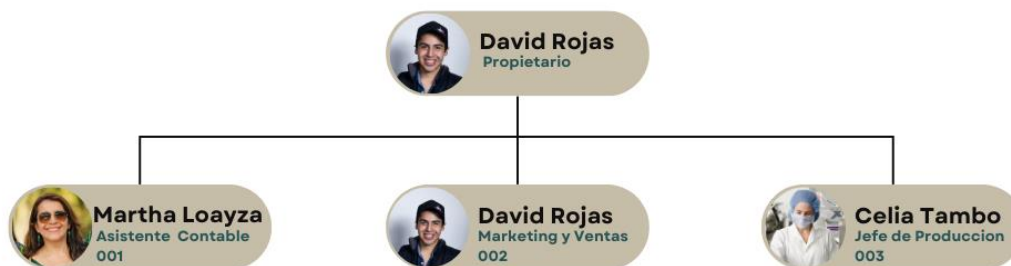 David Rojas
Propietario
Martha Loayza
Asistente Contable
001
David Rojas
Marketing y Ventas
002
Celia Tambo
Jefe de Produccion
003